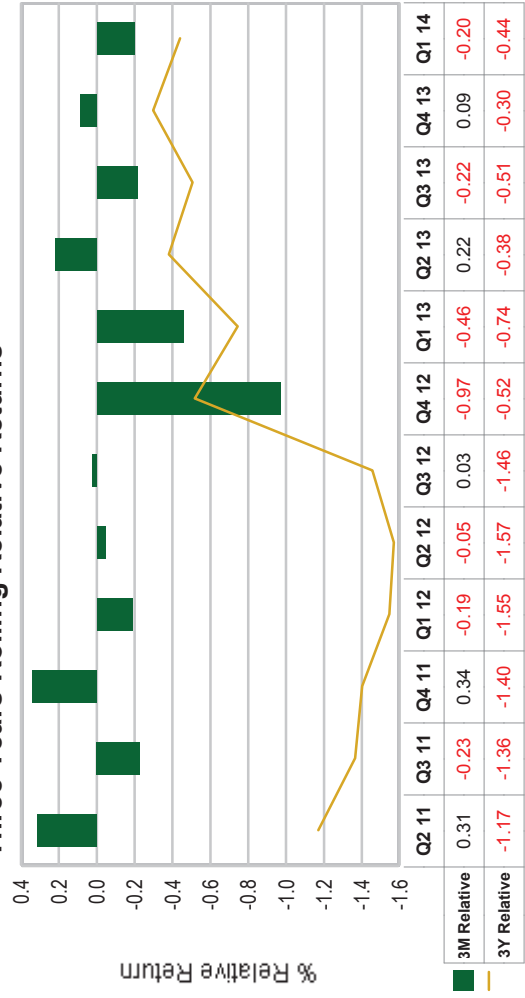 Three Years Rolling Relative Returns
% Relative Return
0.4
0.2
0.0
-0.2
-0.4
-0.6
-0.8
-1.0
-1.2
-1.4
-1.6
Q2 11 Q3 11 Q4 11 Q1 12 Q2 12 Q3 12 Q4 12 Q1 13 Q2 13 Q3 13 Q4 13 Q1 14
3M Relative 0.31 -0.23 0.34 -0.19 -0.05 0.03 -0.97 -0.46 0.22 -0.22 0.09 -0.20
3Y Relative -1.17 -1.36 -1.40 -1.55 -1.57 -1.46 -0.52 -0.74 -0.38 -0.51 -0.30 -0.44